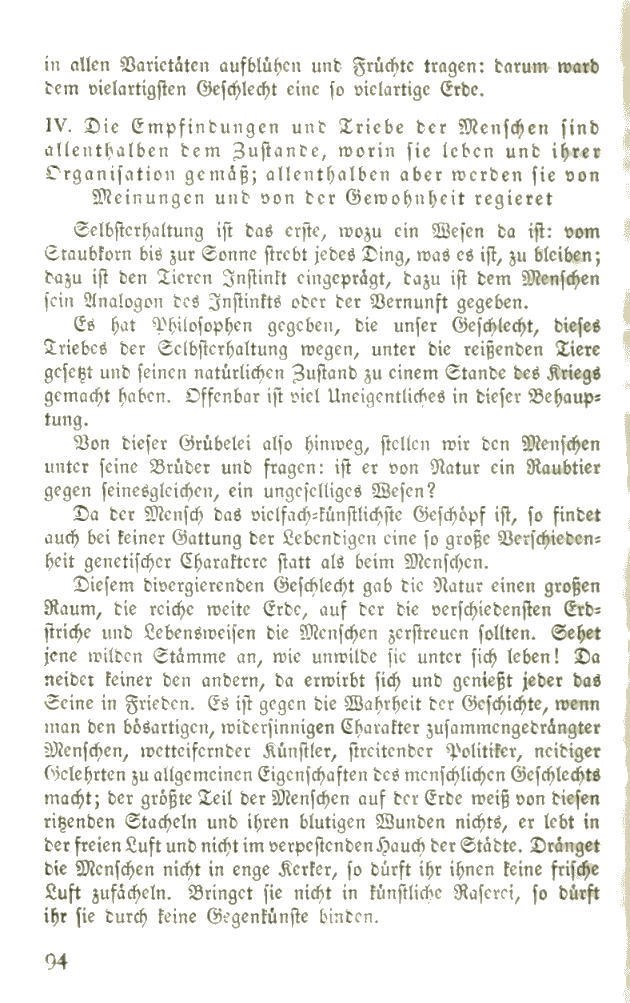 in allen Varietäten aufblühen und Früchte tragen: darum ward
dem vielartigsten Geschlecht eine so vielartige Erde.
IV. Die Empfindungen und Triebe der Menschen sind
allenthalben dem Zustande, worin sie leben und ihrer
Organisation gemäß; allenthalben aber werden sie von
Meinungen und von der Gewohnheit regieret
Selbsterhaltung ist das erste, wozu ein Wesen da ist: vom
Staubkorn bis zur Sonne strebt jedes Ding, was es ist, zu bleiben;
dazu ist den Tieren Instinkt eingeprägt, dazu ist dem Menschen
sein Analogon des Instinkts oder der Vernunft gegeben.
Es hat Philosophen gegeben, die unser Geschlecht, dieses
Triebes der Selbsterhaltung wegen, unter die reißenden Tiere
gesetzt und seinen natürlichen Zustand zu einem Stande des Kriegs
gemacht haben. Offenbar ist viel Uneigentliches in dieser Behaup-
tung.
Von dieser Grübelei also hinweg, stellen wir den Menschen
unter seine Brüder und fragen: ist er von Natur ein Raubtier
gegen seinesgleichen, ein ungeselliges Wesen?
Da der Mensch das vielfach-künstlichste Geschöpf ist, so findet
auch bei keiner Gattung der Lebendigen eine so große Verschieden-
heit genetischer Charaktere statt als beim Menschen.
Diesem divergierenden Geschlecht gab die Natur einen großen
Raum, die reiche weite Erde, auf der die verschiedensten Erd-
striche und Lebensweisen die Menschen zerstreuen sollten. Sehet
jene wilden Stämme an, wie unwilde sie unter sich leben! Da
neidet keiner den andern, da erwirbt sich und genießt jeder das
Seine in Frieden. Es ist gegen die Wahrheit der Geschichte, wenn
man den bösartigen, widersinnigen Charakter zusammengedrängter
Menschen, wetteifernder Künstler, streitender Politiker, neidiger
Gelehrten zu allgemeinen Eigenschaften des menschlichen Geschlechts
macht; der größte Teil der Menschen auf der Erde weiß von diesen
ritzenden Stacheln und ihren blutigen Wunden nichts, er lebt in
der freien Luft und nicht im verpestenden Hauch der Städte. Dränget
die Menschen nicht in enge Kerker, so dürft ihr ihnen keine frische
Luft zufächeln. Bringet sie nicht in künstliche Raserei, so dürft
ihr sie durch keine Gegenkünste binden.
94